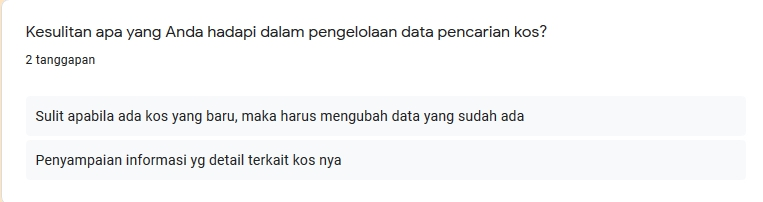 Kesulitan apa yang Anda hadapi dalam pengelolaan data pencarian kos?
2 tanggapan
Sulit apabila ada kos yang baru, maka harus mengubah data yang sudah ada
Penyampaian informasi yg detail terkait kos nya